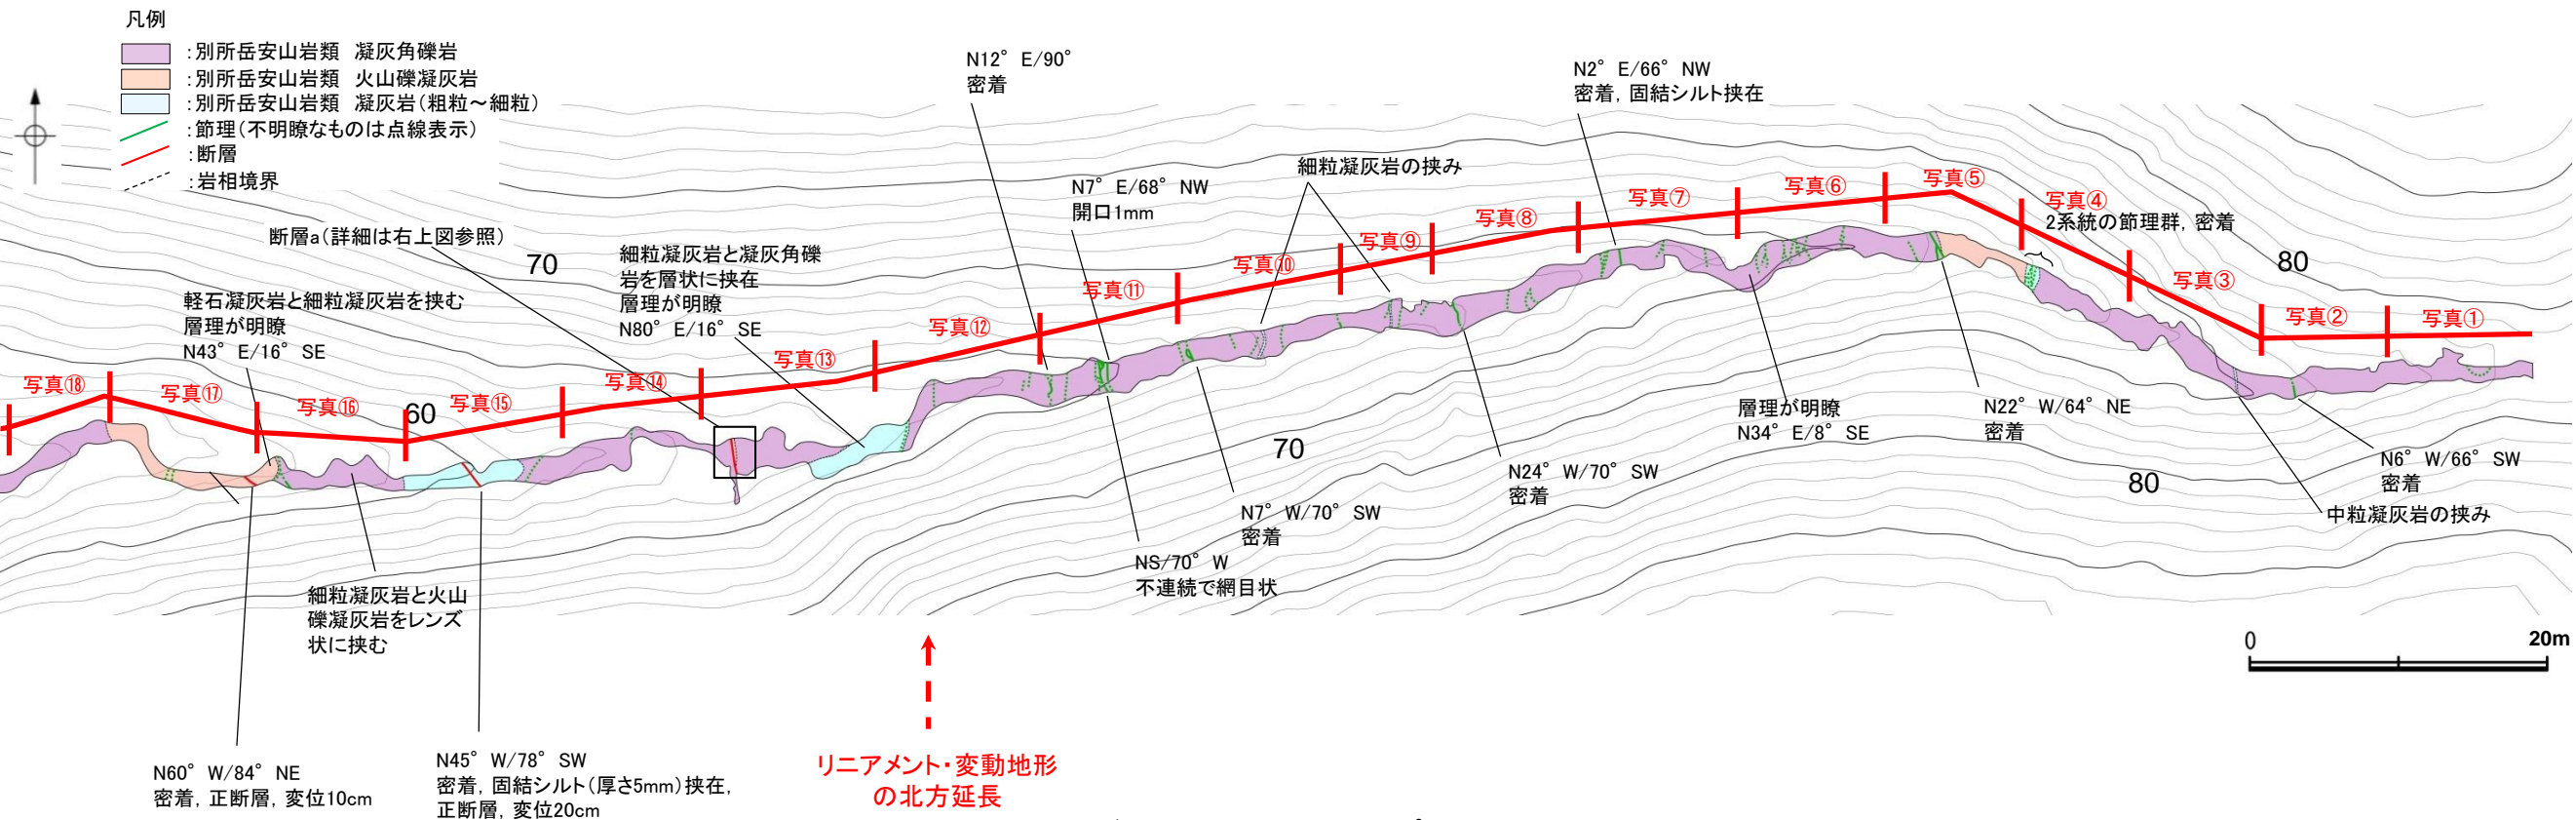 凡例
:別所岳安山岩類 凝灰角礫岩
:別所岳安山岩類 火山礫凝灰岩
:別所岳安山岩類 凝灰岩(粗粒～細粒)
:節理(不明瞭なものは点線表示)
:断層
:岩相境界
N12° E/90°
密着
N2° E/66° NW
密着, 固結シルト挟在
細粒凝灰岩の挟み
N7° E/68° NW
開口1mm
断層a(詳細は右上図参照)
70
細粒凝灰岩と凝灰角礫
岩を層状に挟在
層理が明瞭
N80° E/16° SE
軽石凝灰岩と細粒凝灰岩を挟む
層理が明瞭
N43° E/16° SE
2系統の節理群, 密着
80
写真⑱
写真⑰
写真⑯
60
写真⑮
写真⑭
写真⑬
写真⑫
写真⑪
写真⑩
写真⑨
写真⑧
写真⑦
写真⑥
写真⑤
写真④
写真③
写真②
写真①
層理が明瞭
N34° E/8° SE
N22° W/64° NE
密着
70
N24° W/70° SW
密着
80
N6° W/66° SW
密着
中粒凝灰岩の挟み
N7° W/70° SW
密着
NS/70° W
不連続で網目状
細粒凝灰岩と火山
礫凝灰岩をレンズ
状に挟む
0
20m
N60° W/84° NE
密着, 正断層, 変位10cm
N45° W/78° SW
密着, 固結シルト(厚さ5mm)挟在,
正断層, 変位20cm
リニアメント・変動地形
の北方延長